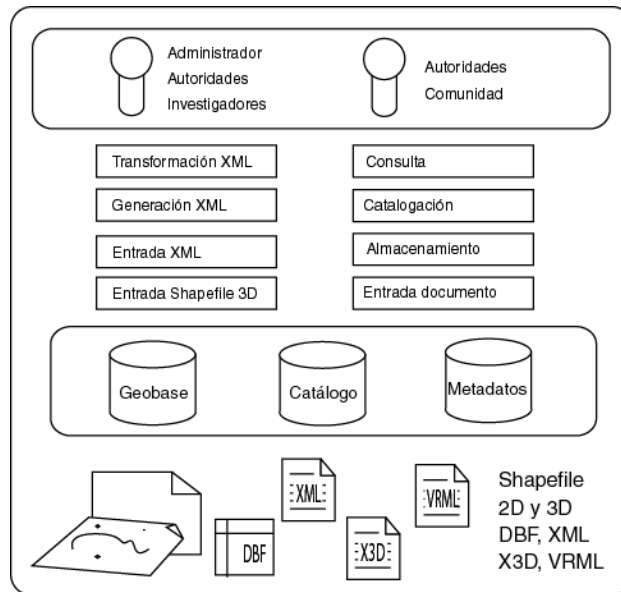 Administrador
Autoridades
Investigadores
Autoridades
Comunidad
Transformación XML
Consulta
Generación XML
Catalogación
Entrada XML
Almacenamiento
Entrada Shapefile 3D
Entrada documento
Geobase
Catálogo
Metadatos
XML
VRML
DBF
X3D
Shapefile
2D y 3D
DBF, XML
X3D, VRML